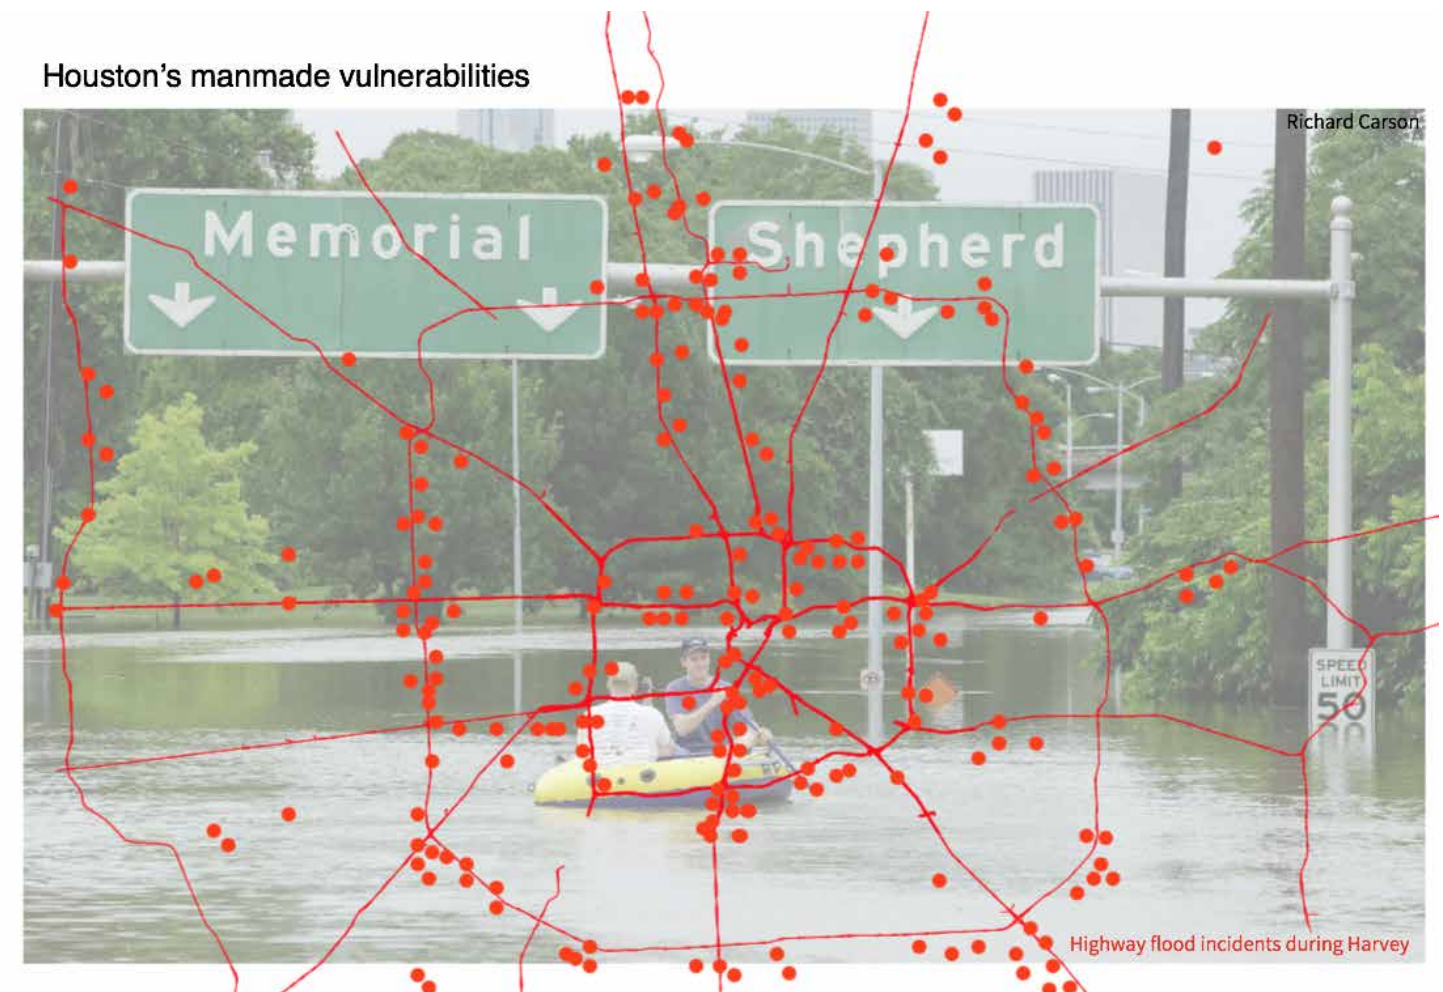 Houston's manmade vulnerabilities
Richard Carson
Memorial
Shepherd
SPEED
LIMIT
50
Highway flood incidents during Harvey